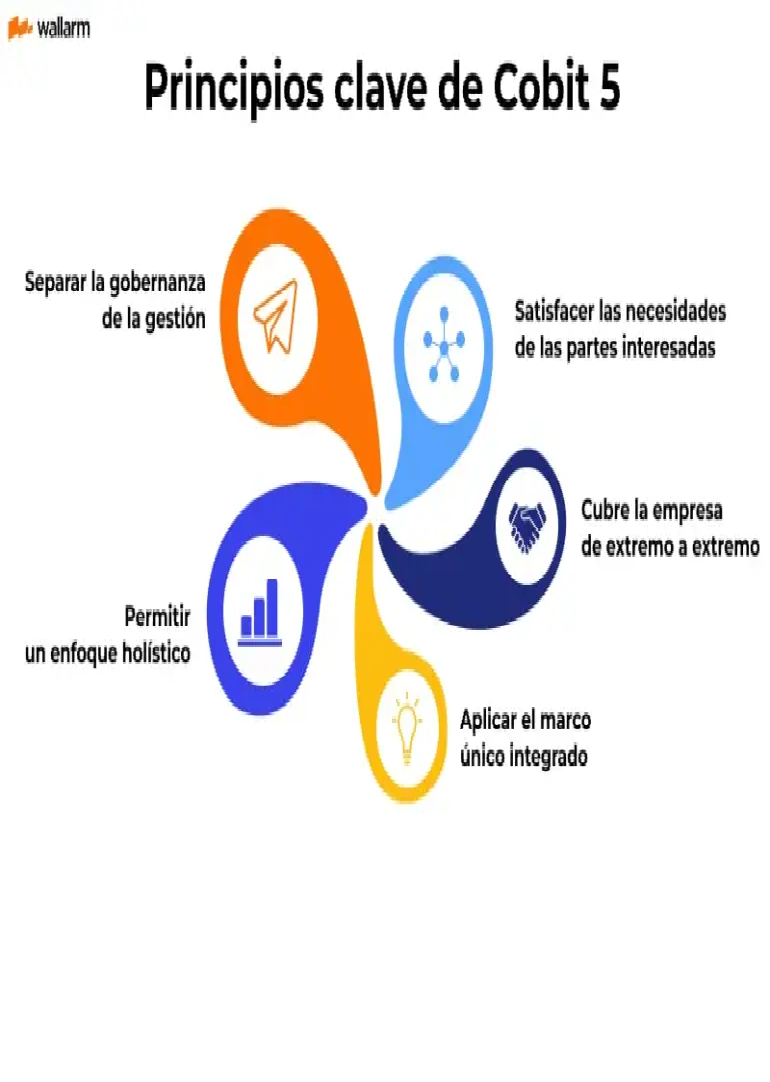 wallarm
Principios clave de Cobit 5
Separar la gobernanza
de la gestión
Satisfacer las necesidades
de las partes interesadas
Cubre la empresa
de extremo a extremo
Permitir
un enfoque holístico
Aplicar el marco
único integrado